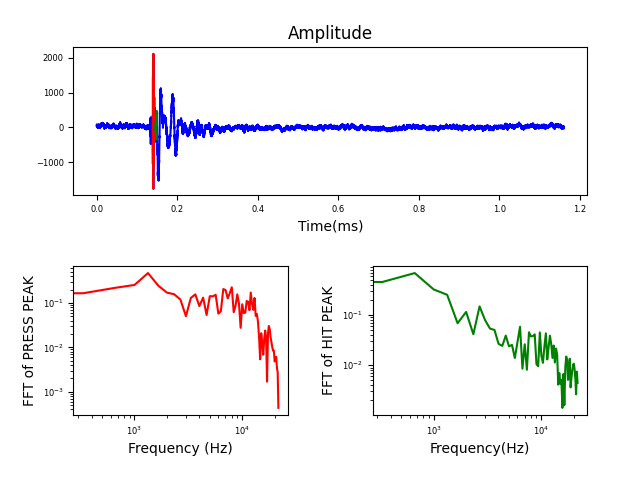 Amplitude
2000
1000
0
−1000
0.0 0.2 0.4 0.6 0.8 1.0 1.2
Time(ms)
FFT of PRESS PEAK
10⁻¹
10⁻²
10⁻³
10³ 10⁴
Frequency (Hz)
FFT of HIT PEAK
10⁻¹
10⁻²
10³ 10⁴
Frequency(Hz)